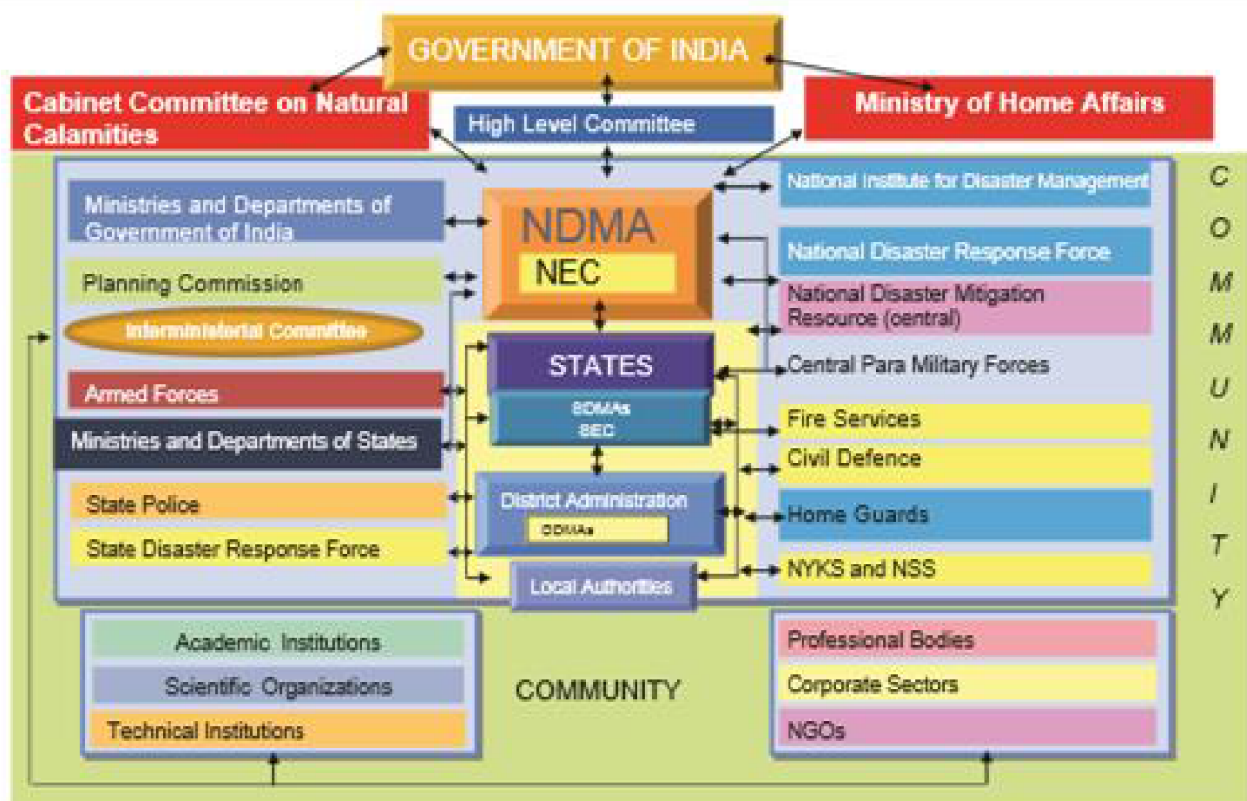 GOVERNMENT OF INDIA
Cabinet Committee on Natural
Calamities
High Level Committee
Ministry of Home Affairs
Ministries and Departments of
Government of India
Planning Commission
Interministerial Committee
Armed Forces
Ministries and Departments of States
State Police
State Disaster Response Force
NDMA
NEC
STATES
SDMAs
SEC
District Administration
DDMAs
Local Authorities
National Institute for Disaster Management
National Disaster Response Force
National Disaster Mitigation
Resource (central)
Central Para Military Forces
Fire Services
Civil Defence
Home Guards
NYKS and NSS
C
O
M
M
U
N
I
T
Y
Academic Institutions
Scientific Organizations
Technical Institutions
COMMUNITY
Professional Bodies
Corporate Sectors
NGOs